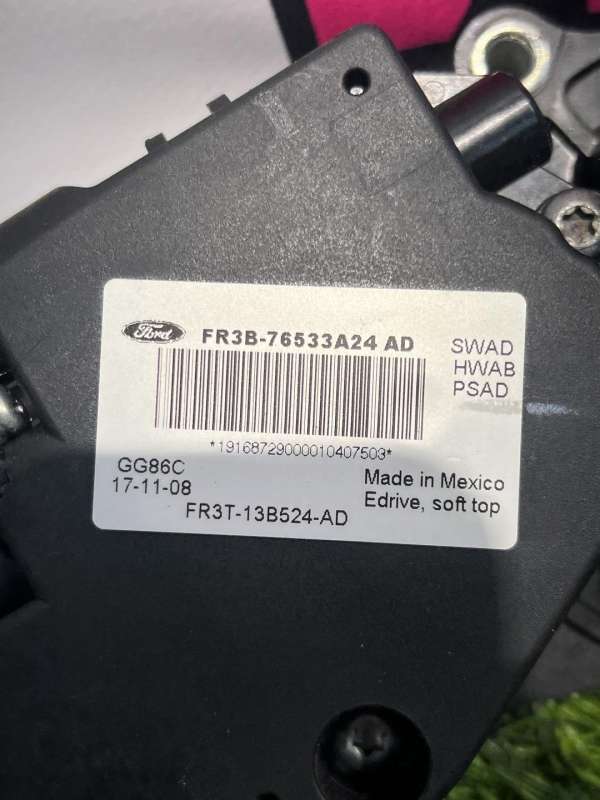 Ford FR3B-76533A24 AD
SWAD
HWAB
PSAD
*19168729000010407503*
GG86C
17-11-08
Made in Mexico
Edrive, soft top
FR3T-13B524-AD